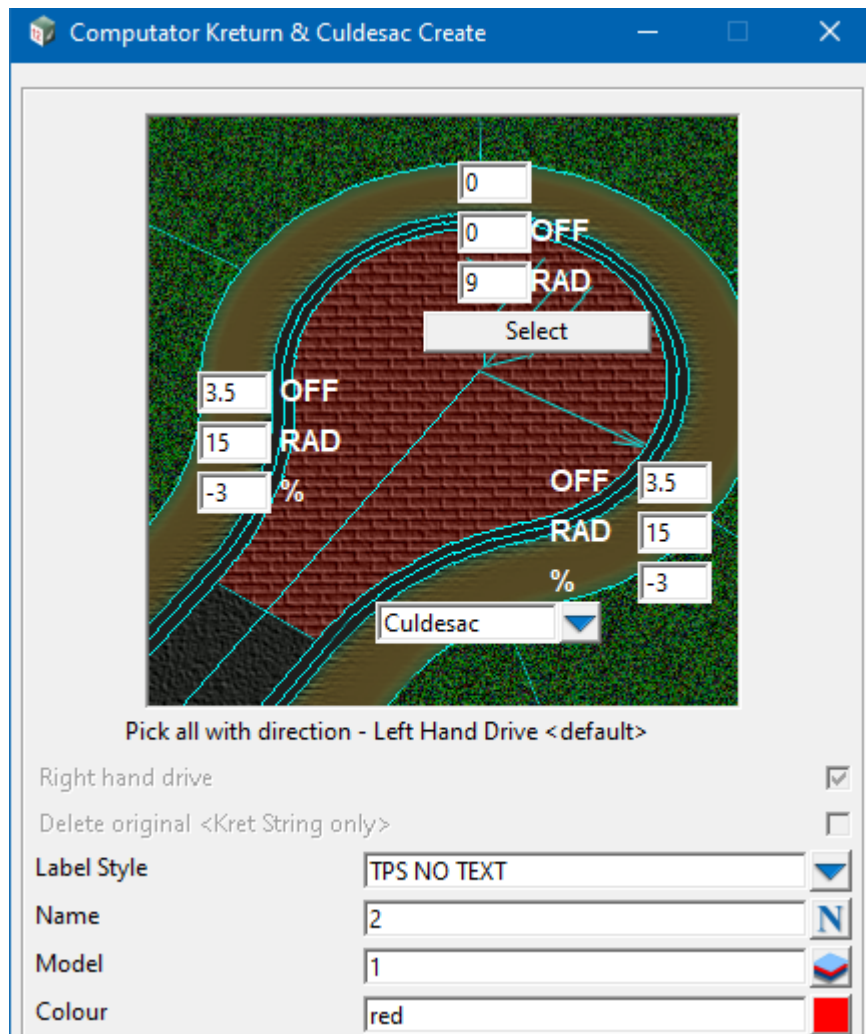 Computator Kreturn & Culdesac Create
0
0 OFF
9 RAD
Select
3.5 OFF
15 RAD
-3 %
OFF 3.5
RAD 15
% -3
Culdesac
Pick all with direction - Left Hand Drive <default>
Right hand drive
Delete original <Kret String only>
Label Style TPS NO TEXT
Name 2 N
Model 1
Colour red